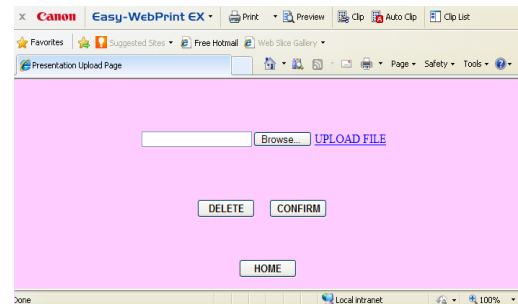 x Canon Easy-WebPrint EX Print Preview Clip Auto Clip Clip List
Favorites Suggested Sites Free Hotmail Web Slice Gallery
Presentation Upload Page Page Safety Tools
Browse... UPLOAD FILE
DELETE CONFIRM
HOME
Done Local intranet 100%